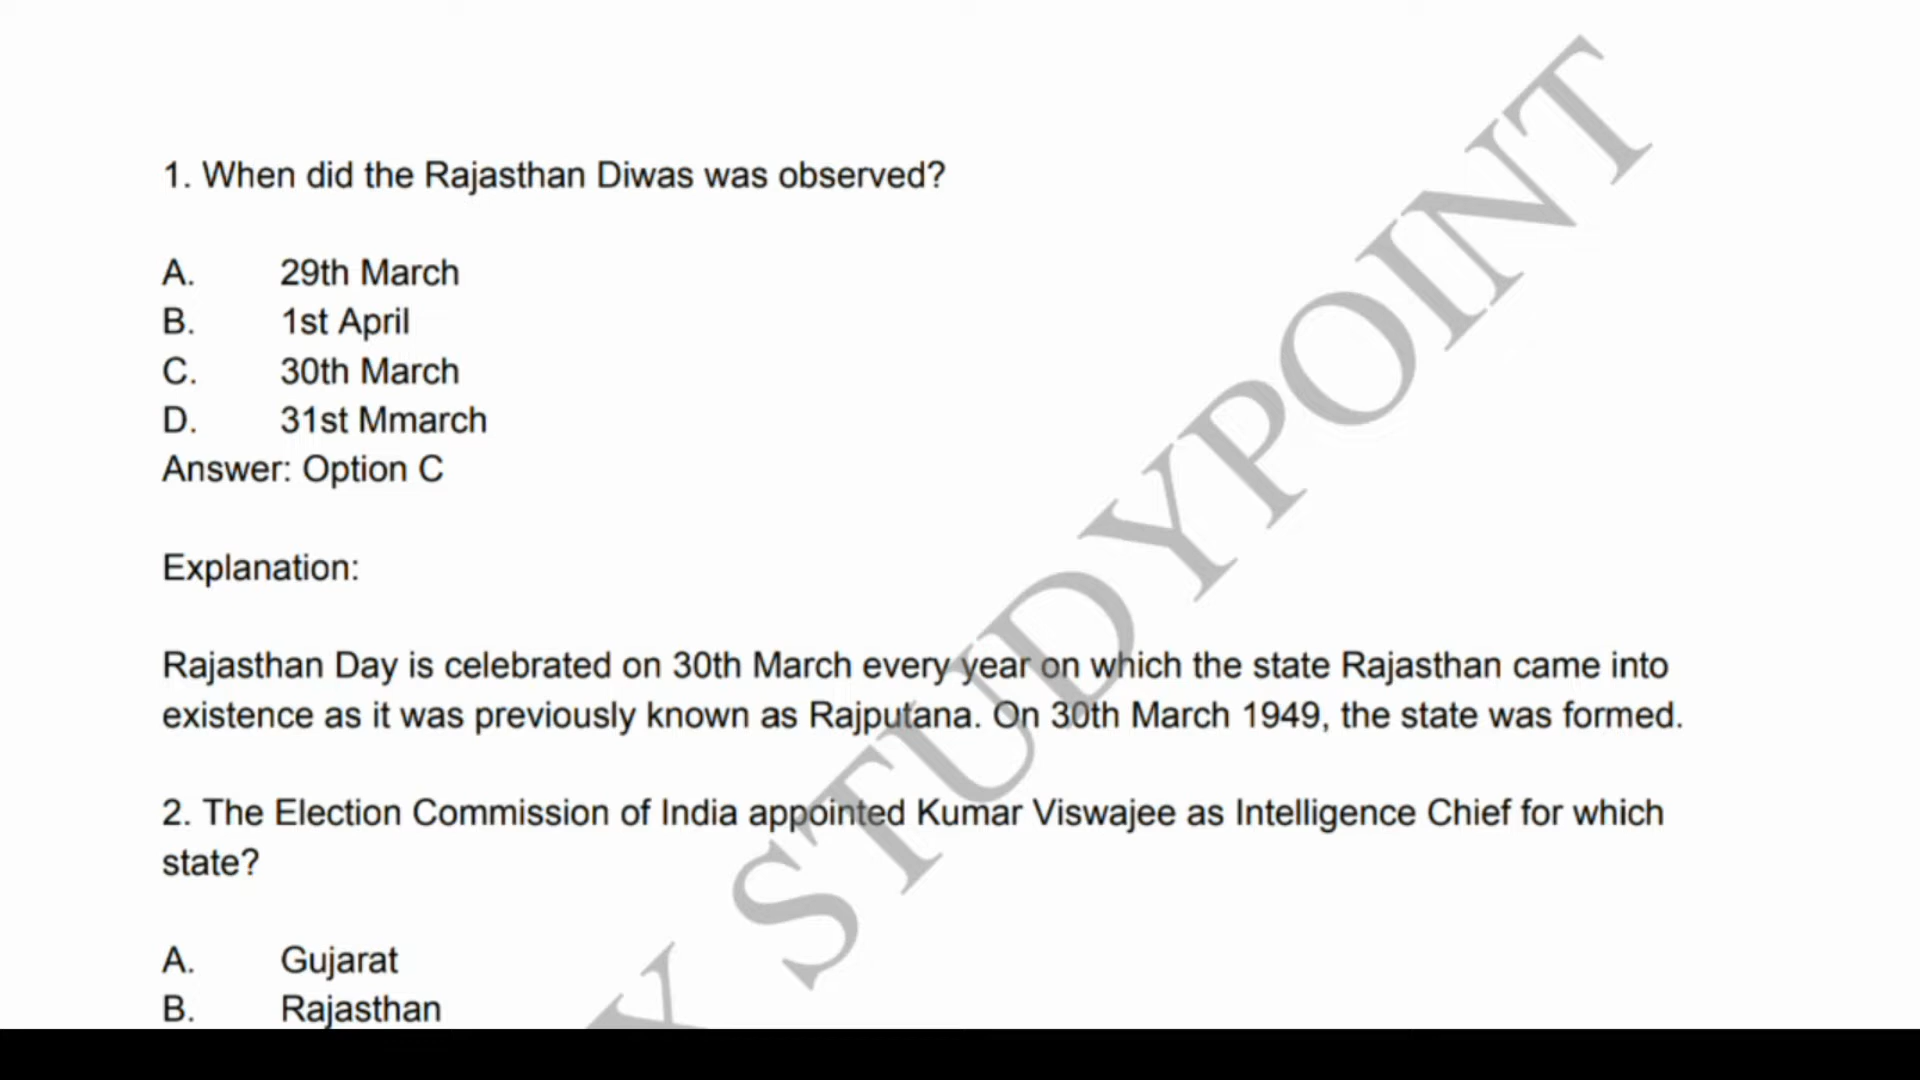 1. When did the Rajasthan Diwas was observed?
A. 29th March
B. 1st April
C. 30th March
D. 31st Mmarch
Answer: Option C
Explanation:
Rajasthan Day is celebrated on 30th March every year on which the state Rajasthan came into
existence as it was previously known as Rajputana. On 30th March 1949, the state was formed.
2. The Election Commission of India appointed Kumar Viswajee as Intelligence Chief for which
state?
A. Gujarat
B. Rajasthan
STUDYPOINT